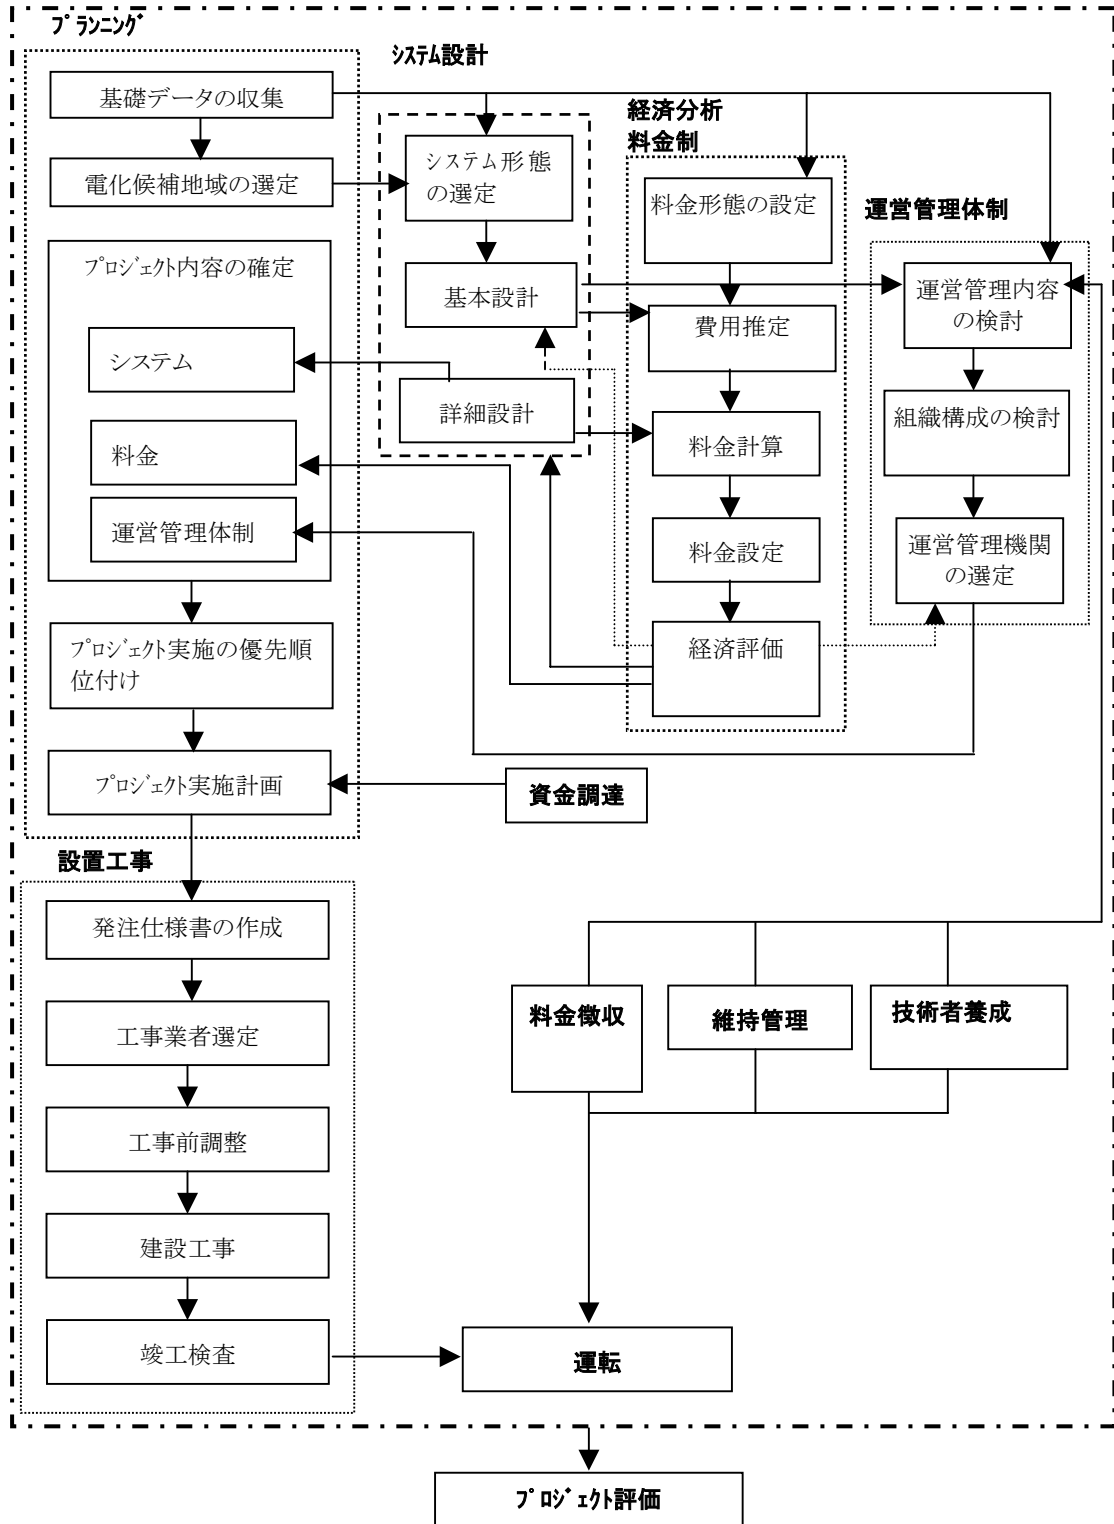 プランニング
基礎データの収集
電化候補地域の選定
プロジェクト内容の確定
システム
料金
運営管理体制
プロジェクト実施の優先順
位付け
プロジェクト実施計画
システム設計
システム形態
の選定
基本設計
詳細設計
経済分析
料金制
料金形態の設定
費用推定
料金計算
料金設定
経済評価
運営管理体制
運営管理内容
の検討
組織構成の検討
運営管理機関
の選定
資金調達
設置工事
発注仕様書の作成
工事業者選定
工事前調整
建設工事
竣工検査
料金徴収
維持管理
技術者養成
運転
プロジェクト評価